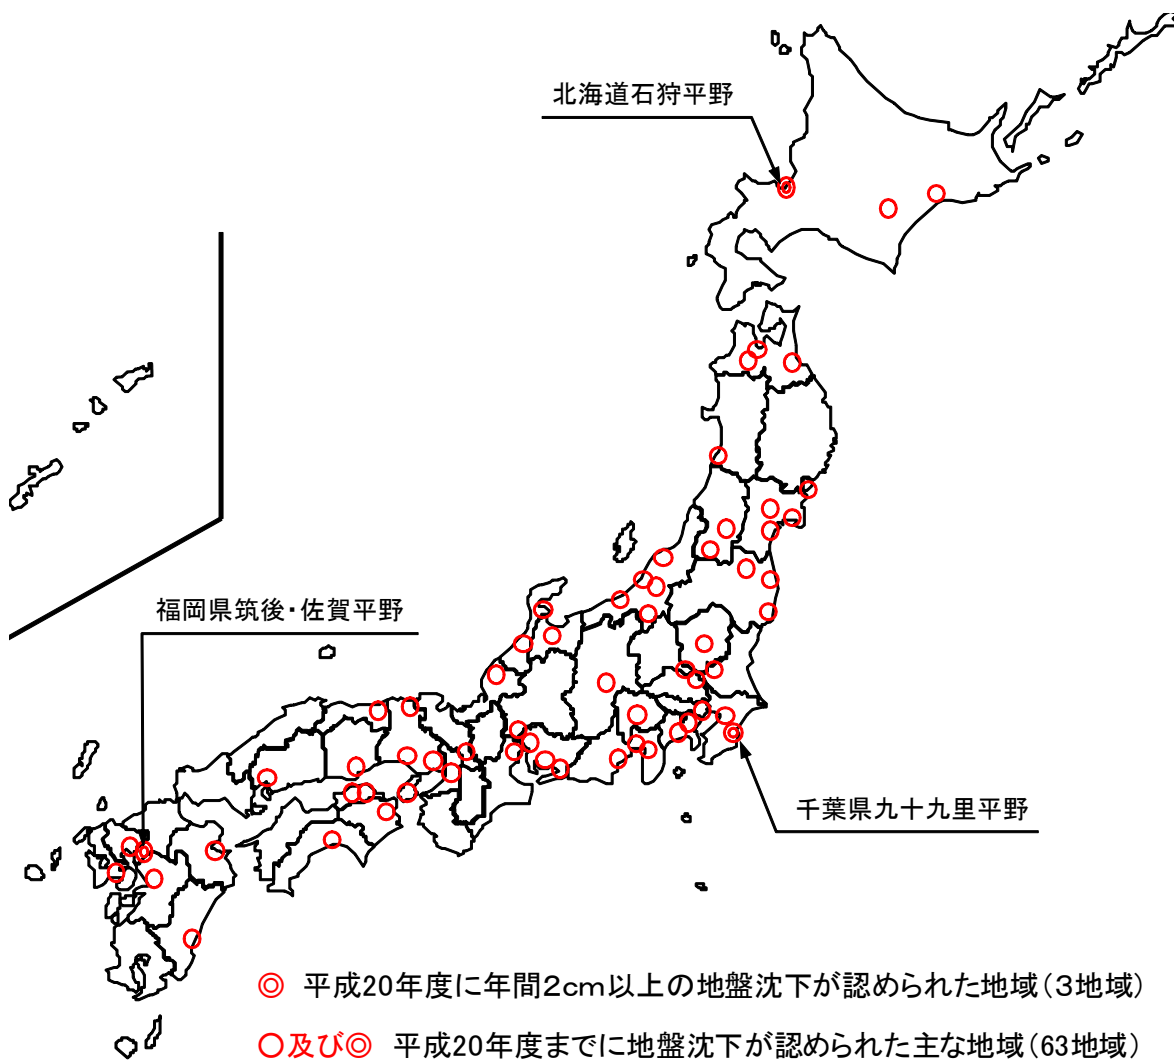 北海道石狩平野
福岡県筑後・佐賀平野
千葉県九十九里平野
◎ 平成20年度に年間2cm以上の地盤沈下が認められた地域(3地域)
○及び◎ 平成20年度までに地盤沈下が認められた主な地域(63地域)